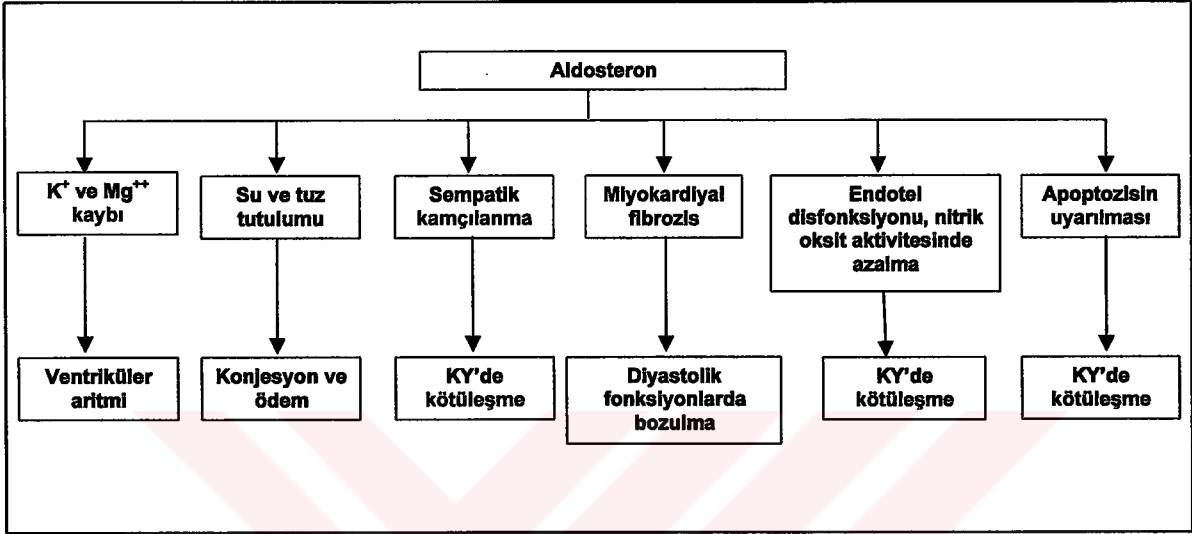 Aldosteron
K⁺ ve Mg⁺⁺
kaybı
Su ve tuz
tutulumu
Sempatik
kamçılanma
Miyokardiyal
fibrozis
Endotel
disfonksiyonu, nitrik
oksit aktivitesinde
azalma
Apoptozisin
uyarılması
Ventriküler
aritmi
Konjesyon ve
ödem
KY'de
kötüleşme
Diyastolik
fonksiyonlarda
bozulma
KY'de
kötüleşme
KY'de
kötüleşme